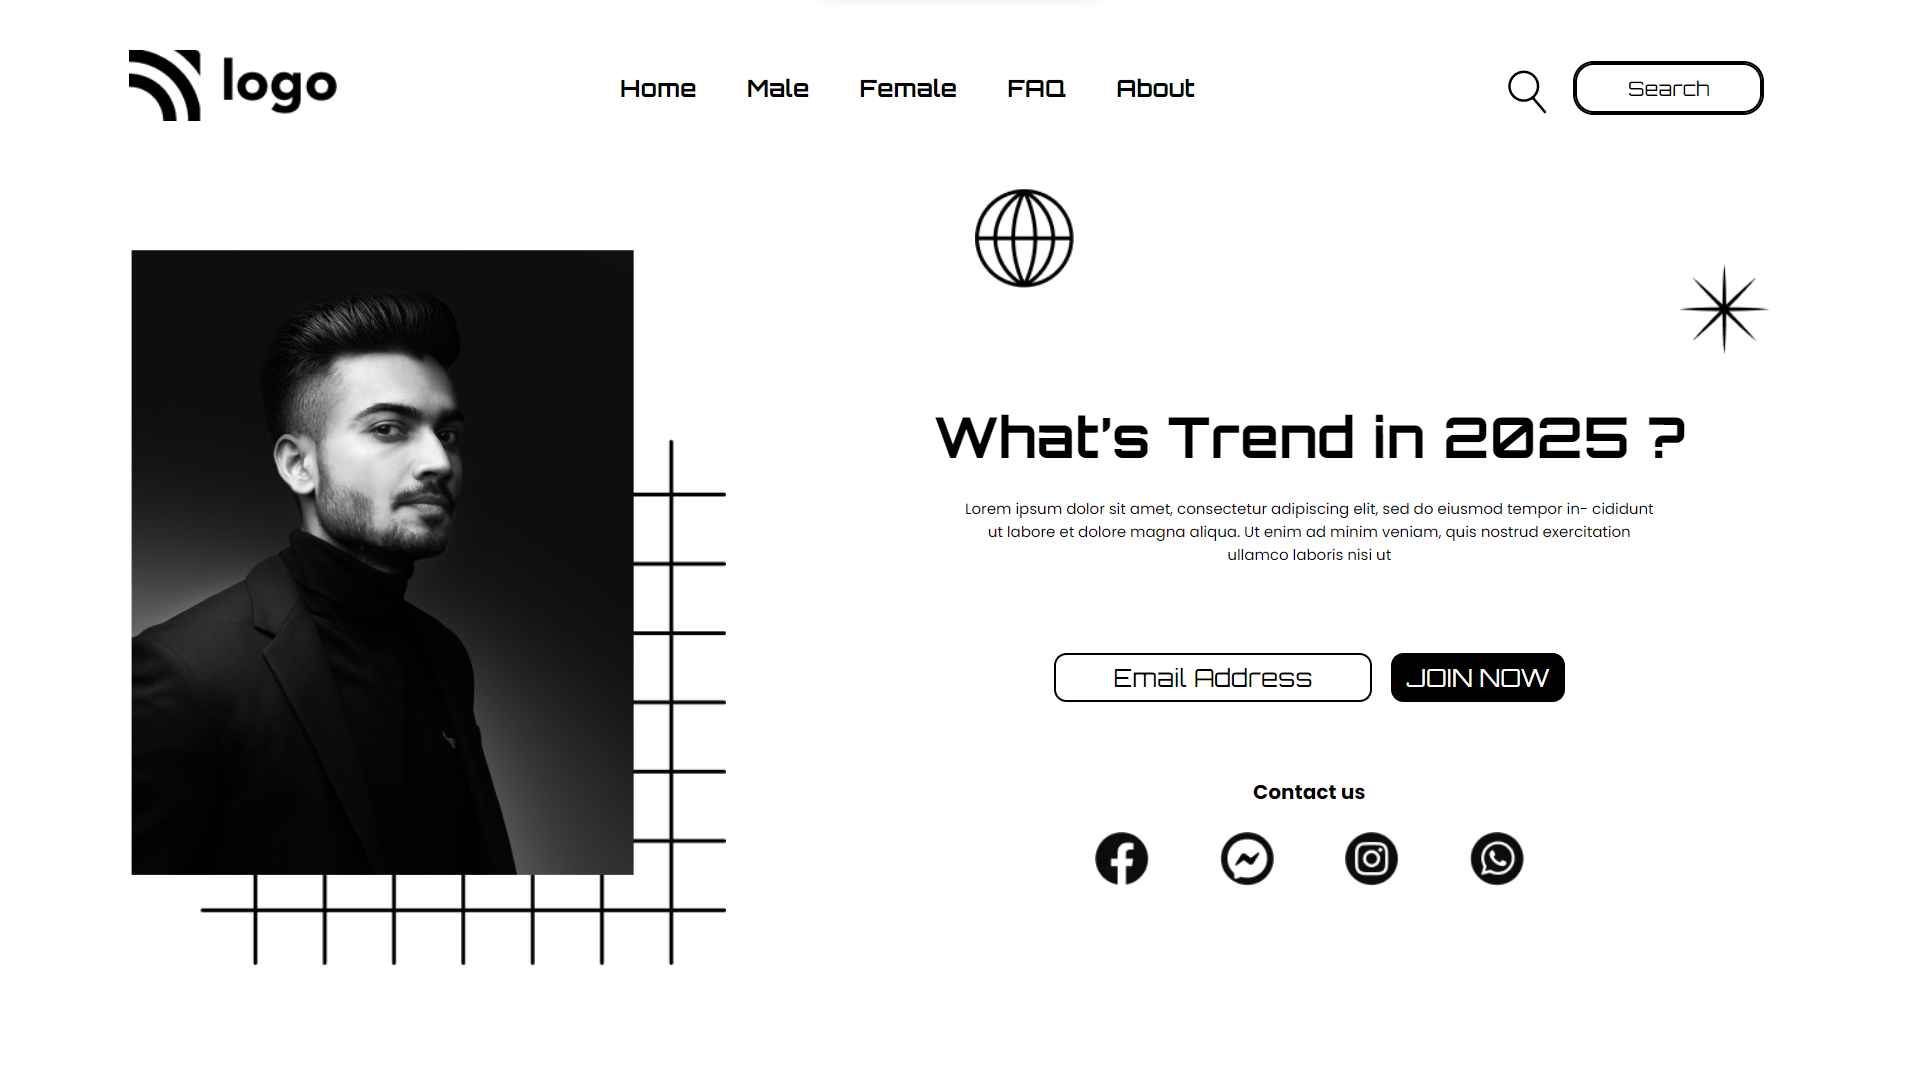 logo
Home Male Female FAQ About
Search
What's Trend in 2025 ?
Lorem ipsum dolor sit amet, consectetur adipiscing elit, sed do eiusmod tempor in- cididunt
ut labore et dolore magna aliqua. Ut enim ad minim veniam, quis nostrud exercitation
ullamco laboris nisi ut
Email Address JOIN NOW
Contact us